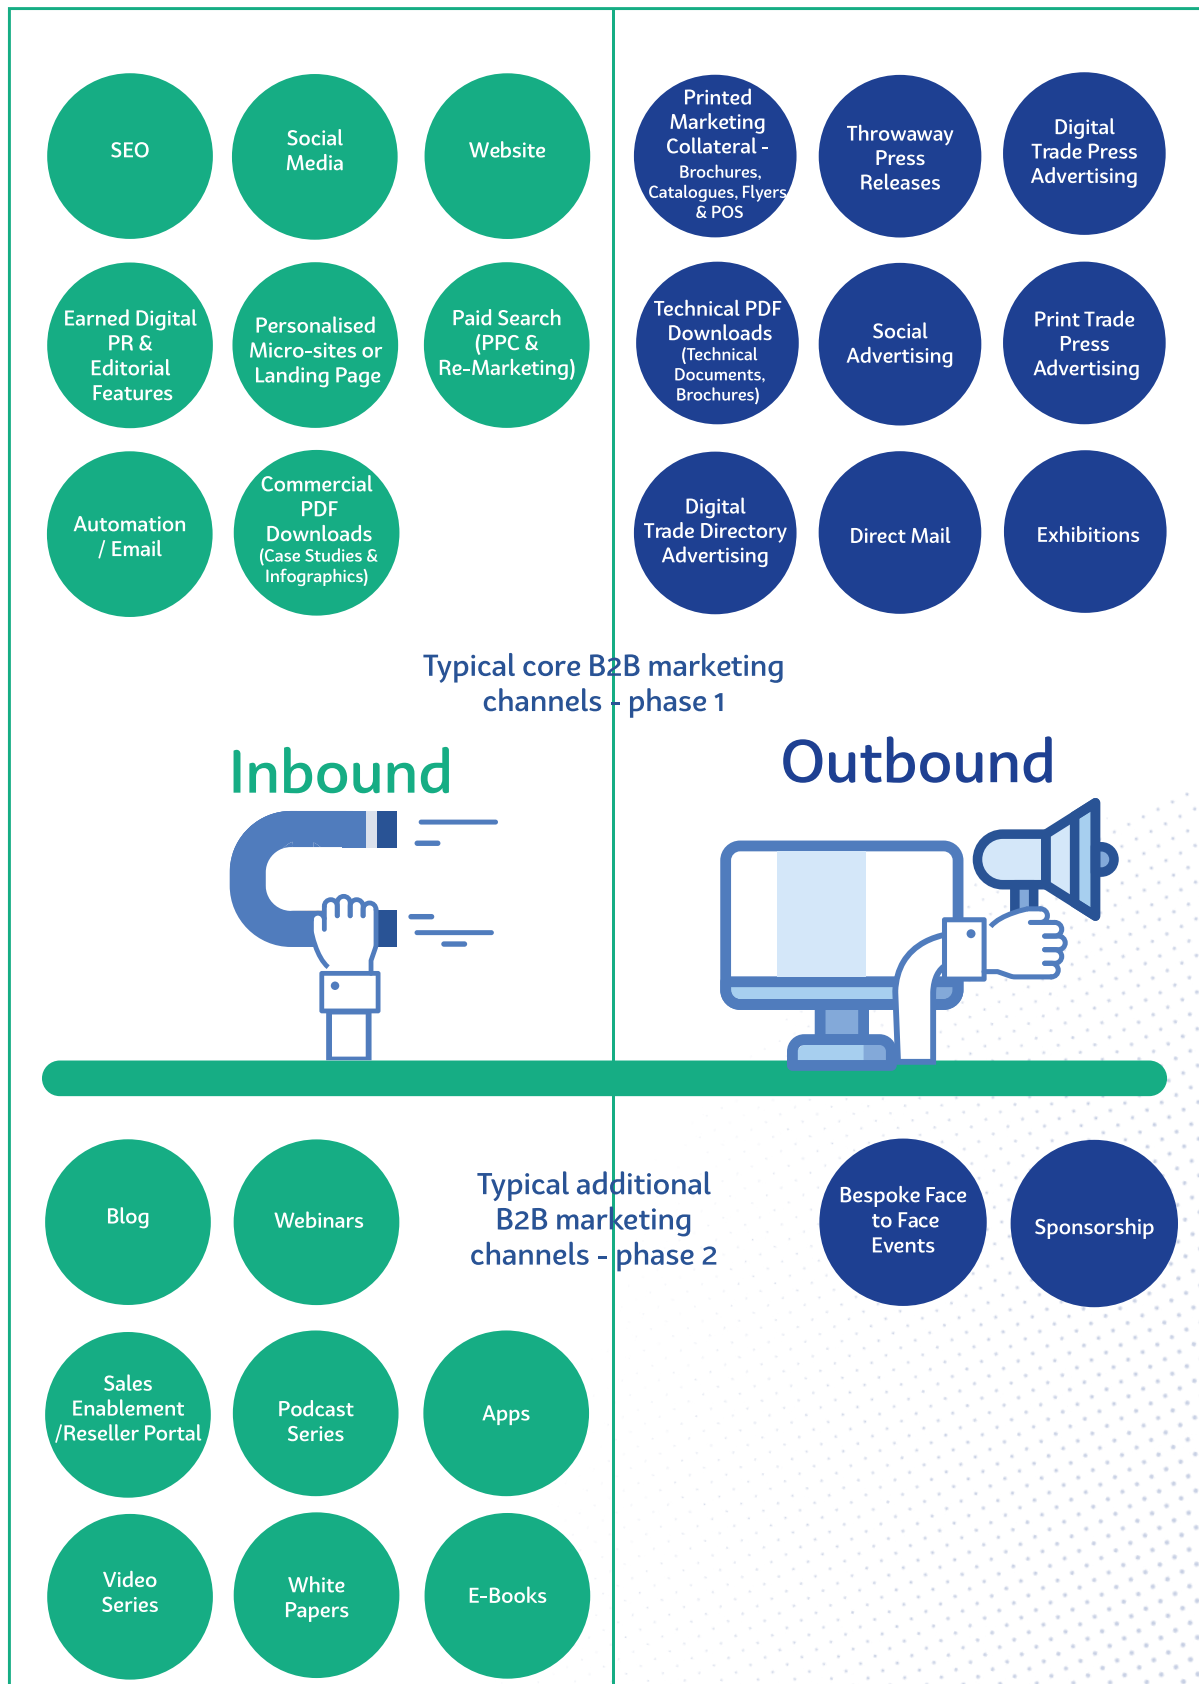 SEO
Social
Media
Website
Printed
Marketing
Collateral -
Brochures,
Catalogues, Flyers
& POS
Throwaway
Press
Releases
Digital
Trade Press
Advertising
Earned Digital
PR &
Editorial
Features
Personalised
Micro-sites or
Landing Page
Paid Search
(PPC &
Re-Marketing)
Technical PDF
Downloads
(Technical
Documents,
Brochures)
Social
Advertising
Print Trade
Press
Advertising
Automation
/ Email
Commercial
PDF
Downloads
(Case Studies &
Infographics)
Digital
Trade Directory
Advertising
Direct Mail
Exhibitions
Typical core B2B marketing
channels - phase 1
Inbound
Outbound
Blog
Webinars
Typical additional
B2B marketing
channels - phase 2
Bespoke Face
to Face
Events
Sponsorship
Sales
Enablement
/Reseller Portal
Podcast
Series
Apps
Video
Series
White
Papers
E-Books